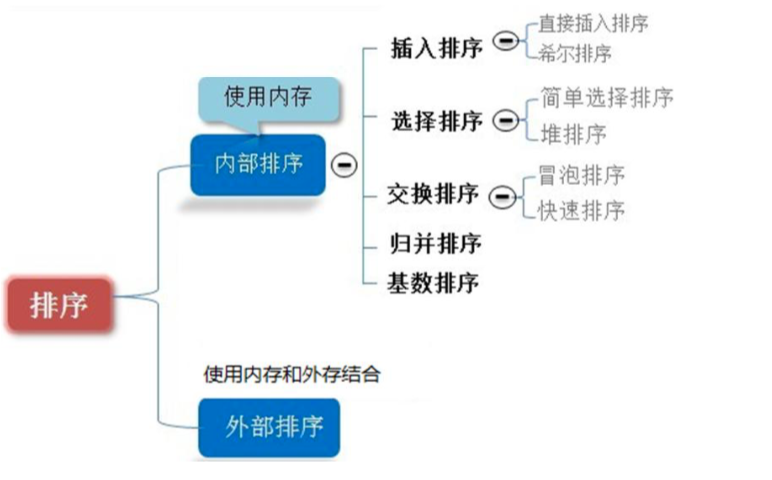 排序
使用内存
内部排序
插入排序
直接插入排序
希尔排序
选择排序
简单选择排序
堆排序
交换排序
冒泡排序
快速排序
归并排序
基数排序
使用内存和外存结合
外部排序